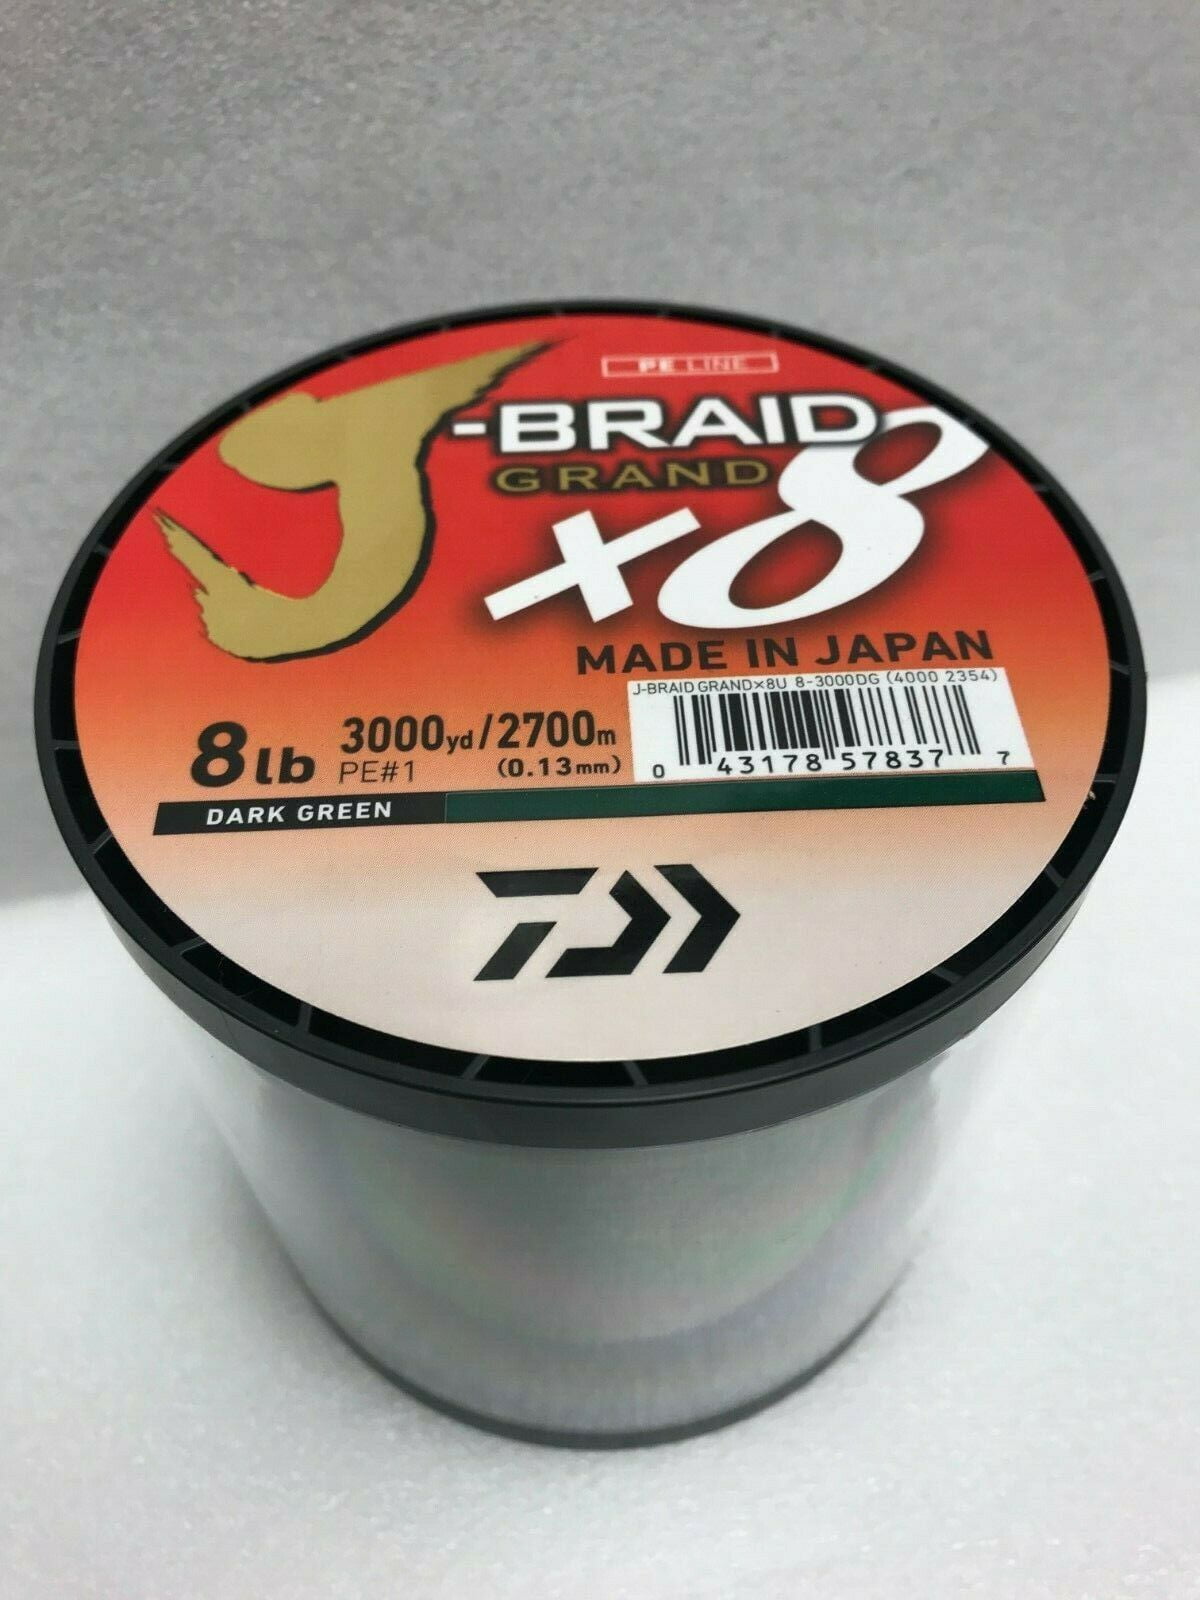 PE LINE
J-BRAID
GRAND
x8
MADE IN JAPAN
J-BRAID GRAND×8U 8-3000DG (4000 2354)
8lb 3000yd/2700m
PE#1 (0.13mm)
0 43178 57837 7
DARK GREEN